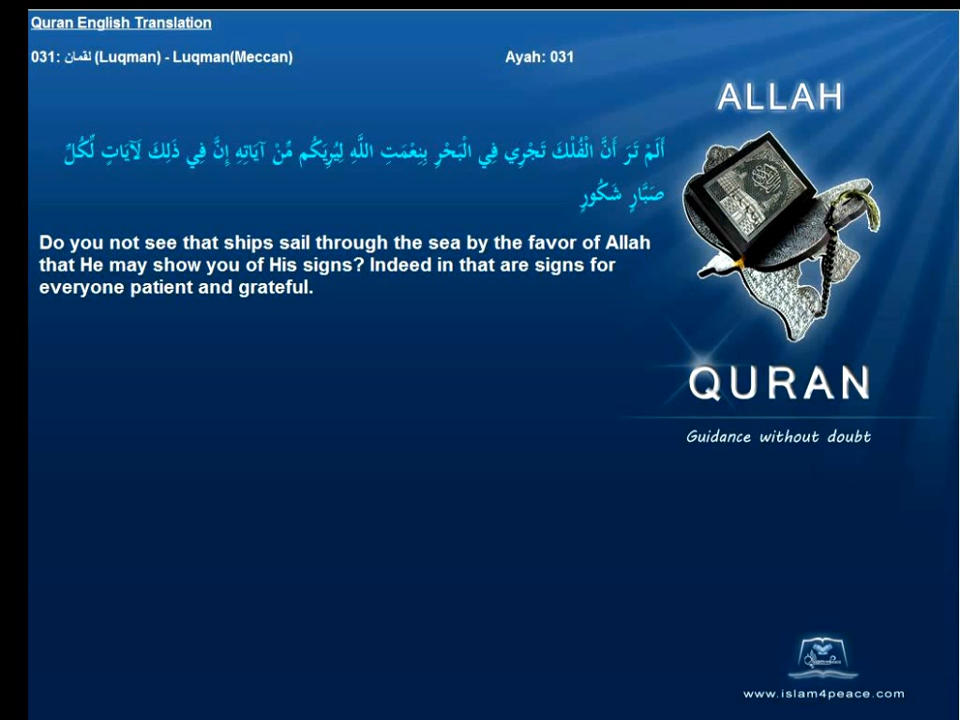 Quran English Translation
031: لقمان (Luqman) - Luqman(Meccan)
Ayah: 031
أَلَمْ تَرَ أَنَّ الْفُلْكَ تَجْرِي فِي الْبَحْرِ بِنِعْمَتِ اللَّهِ لِيُرِيَكُم مِّنْ آيَاتِهِ إِنَّ فِي ذَلِكَ لَآيَاتٍ لِّكُلِّ
صَبَّارٍ شَكُورٍ
Do you not see that ships sail through the sea by the favor of Allah
that He may show you of His signs? Indeed in that are signs for
everyone patient and grateful.
ALLAH
QURAN
Guidance without doubt
www.islam4peace.com